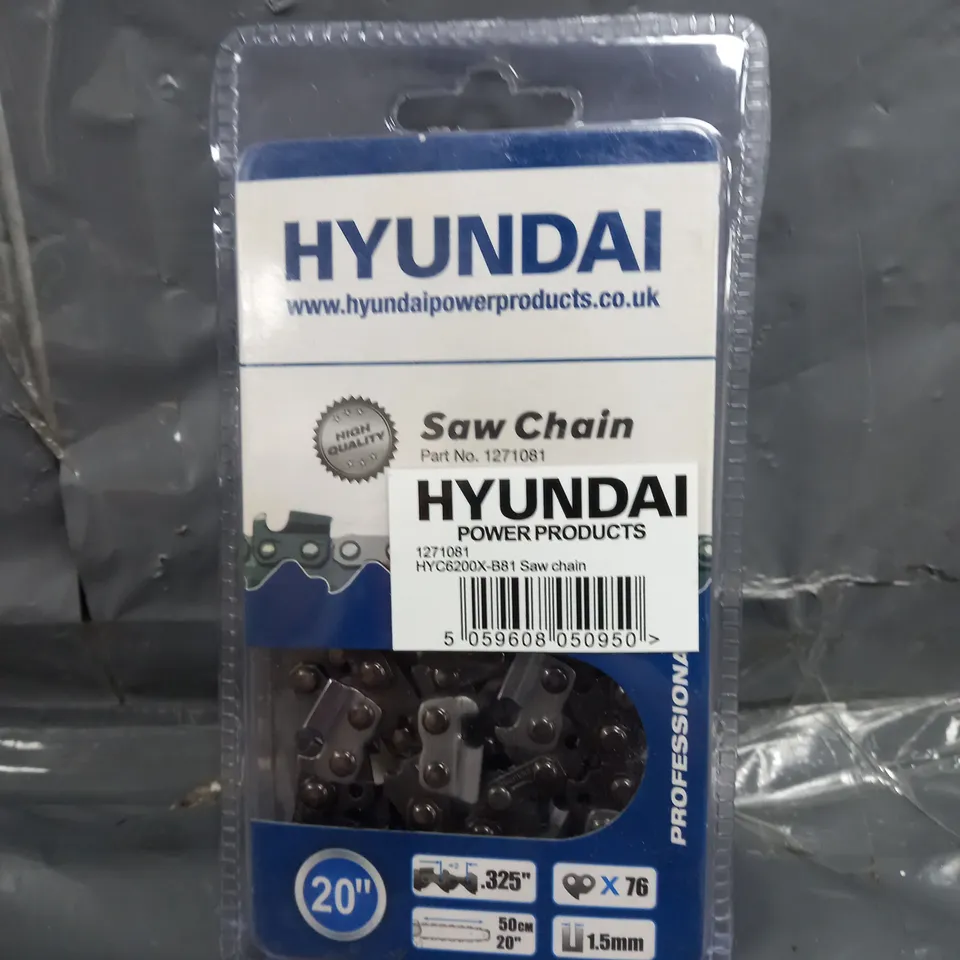 HYUNDAI
www.hyundaipowerproducts.co.uk
HIGH
QUALITY
Saw Chain
Part No. 1271081
HYUNDAI
POWER PRODUCTS
1271081
HYC6200X-B81 Saw chain
5 059608 050950 >
PROFESSIONA
20"
.325"
X 76
50CM
20"
1.5mm